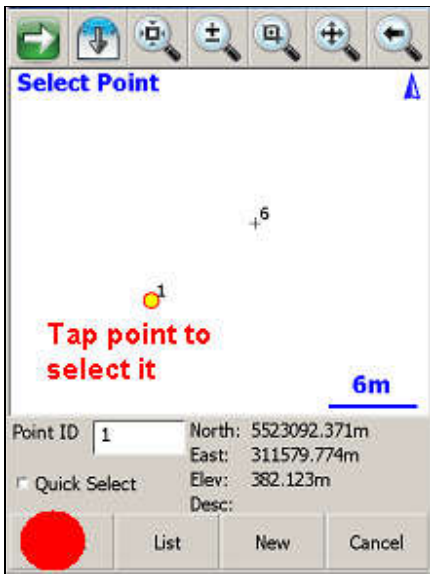 Select Point
6
1
Tap point to
select it
6m
Point ID 1
North: 5523092.371m
East: 311579.774m
Quick Select
Elev: 382.123m
Desc:
List New Cancel